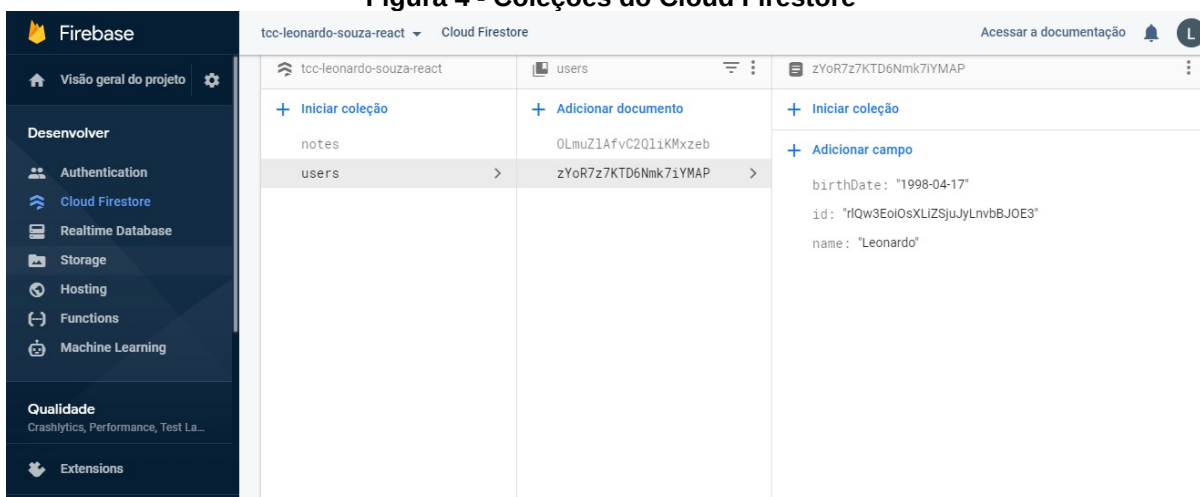 Figura 4 - Coleções do Cloud Firestore
Firebase
tcc-leonardo-souza-react Cloud Firestore
Acessar a documentação
L
Visão geral do projeto
Desenvolver
Authentication
Cloud Firestore
Realtime Database
Storage
Hosting
Functions
Machine Learning
Qualidade
Crashlytics, Performance, Test La...
Extensions
tcc-leonardo-souza-react
+ Iniciar coleção
notes
users
users
+ Adicionar documento
OLmuZlAfvC2QliKMxzeb
zYoR7z7KTD6Nmk7iYMAP
zYoR7z7KTD6Nmk7iYMAP
+ Iniciar coleção
+ Adicionar campo
birthDate: "1998-04-17"
id: "rlQw3EoiOsXLiZSjuJyLnvbBJOE3"
name: "Leonardo"